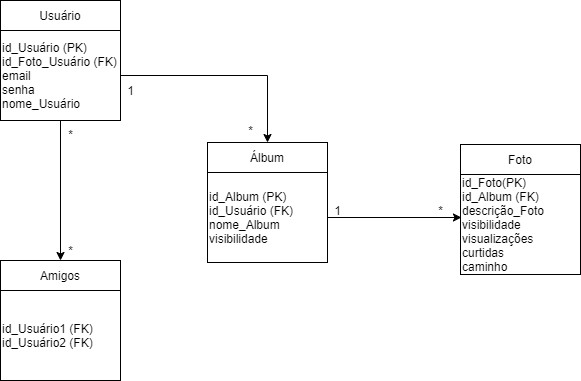 Usuário
id_Usuário (PK)
id_Foto_Usuário (FK)
email
senha
nome_Usuário
1
*
*
*
Álbum
id_Album (PK)
id_Usuário (FK)
nome_Album
visibilidade
1
*
Foto
id_Foto(PK)
id_Album (FK)
descrição_Foto
visibilidade
visualizações
curtidas
caminho
Amigos
id_Usuário1 (FK)
id_Usuário2 (FK)